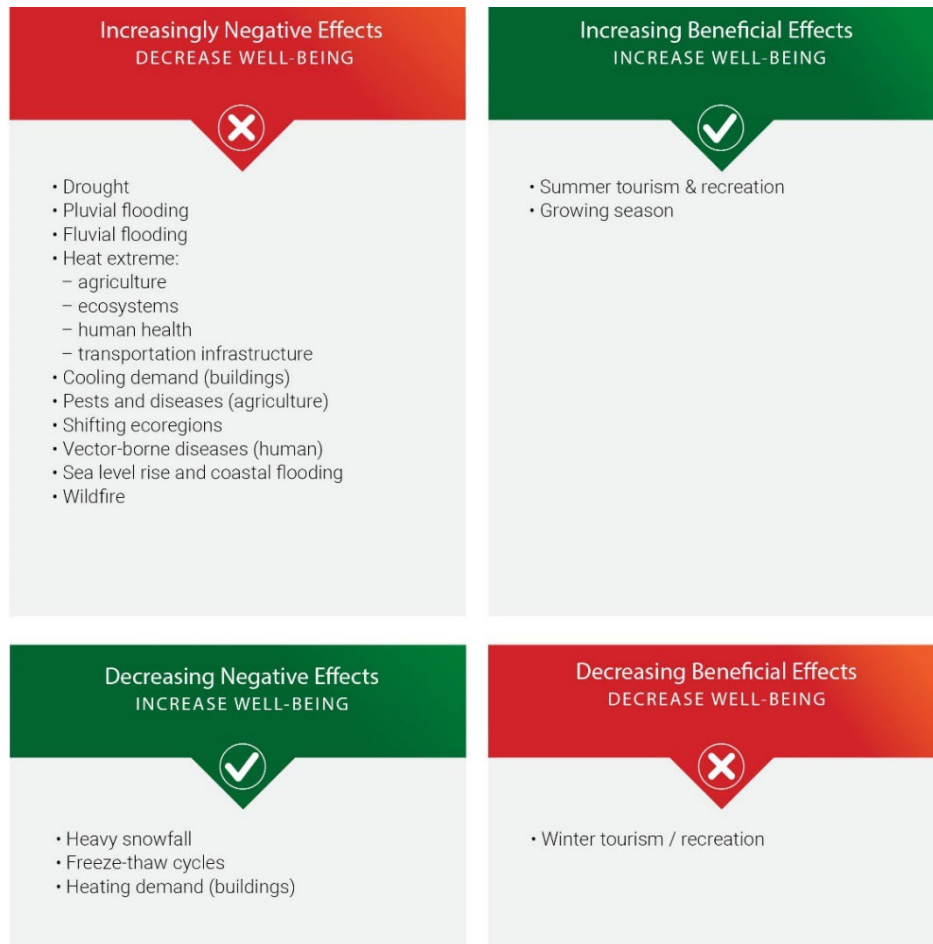 Increasingly Negative Effects
DECREASE WELL-BEING
• Drought
• Pluvial flooding
• Fluvial flooding
• Heat extreme:
– agriculture
– ecosystems
– human health
– transportation infrastructure
• Cooling demand (buildings)
• Pests and diseases (agriculture)
• Shifting ecoregions
• Vector-borne diseases (human)
• Sea level rise and coastal flooding
• Wildfire
Increasing Beneficial Effects
INCREASE WELL-BEING
• Summer tourism & recreation
• Growing season
Decreasing Negative Effects
INCREASE WELL-BEING
• Heavy snowfall
• Freeze-thaw cycles
• Heating demand (buildings)
Decreasing Beneficial Effects
DECREASE WELL-BEING
• Winter tourism / recreation